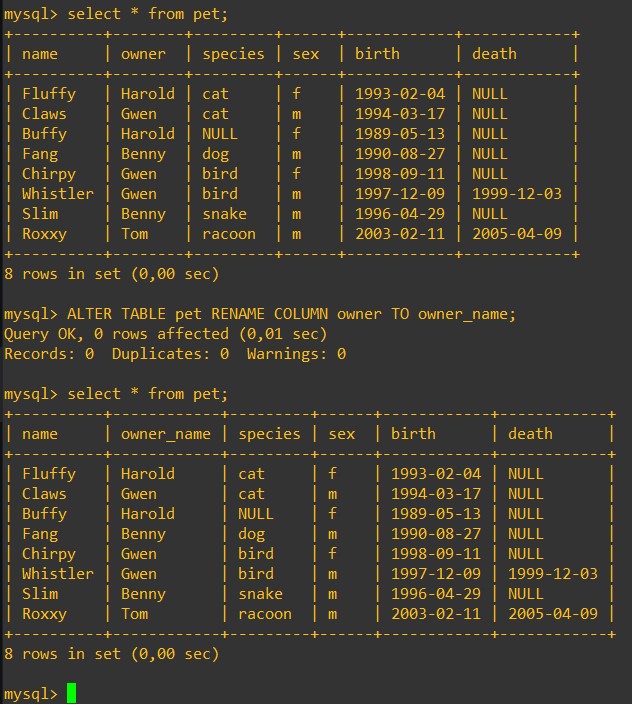 mysql> select * from pet;
+----------+--------+---------+------+------------+------------+
| name     | owner  | species | sex  | birth      | death      |
+----------+--------+---------+------+------------+------------+
| Fluffy   | Harold | cat     | f    | 1993-02-04 | NULL       |
| Claws    | Gwen   | cat     | m    | 1994-03-17 | NULL       |
| Buffy    | Harold | NULL    | f    | 1989-05-13 | NULL       |
| Fang     | Benny  | dog     | m    | 1990-08-27 | NULL       |
| Chirpy   | Gwen   | bird    | f    | 1998-09-11 | NULL       |
| Whistler | Gwen   | bird    | m    | 1997-12-09 | 1999-12-03 |
| Slim     | Benny  | snake   | m    | 1996-04-29 | NULL       |
| Roxxy    | Tom    | racoon  | m    | 2003-02-11 | 2005-04-09 |
+----------+--------+---------+------+------------+------------+
8 rows in set (0,00 sec)
mysql> ALTER TABLE pet RENAME COLUMN owner TO owner_name;
Query OK, 0 rows affected (0,01 sec)
Records: 0  Duplicates: 0  Warnings: 0
mysql> select * from pet;
+----------+------------+---------+------+------------+------------+
| name     | owner_name | species | sex  | birth      | death      |
+----------+------------+---------+------+------------+------------+
| Fluffy   | Harold     | cat     | f    | 1993-02-04 | NULL       |
| Claws    | Gwen       | cat     | m    | 1994-03-17 | NULL       |
| Buffy    | Harold     | NULL    | f    | 1989-05-13 | NULL       |
| Fang     | Benny      | dog     | m    | 1990-08-27 | NULL       |
| Chirpy   | Gwen       | bird    | f    | 1998-09-11 | NULL       |
| Whistler | Gwen       | bird    | m    | 1997-12-09 | 1999-12-03 |
| Slim     | Benny      | snake   | m    | 1996-04-29 | NULL       |
| Roxxy    | Tom        | racoon  | m    | 2003-02-11 | 2005-04-09 |
+----------+------------+---------+------+------------+------------+
8 rows in set (0,00 sec)
mysql>